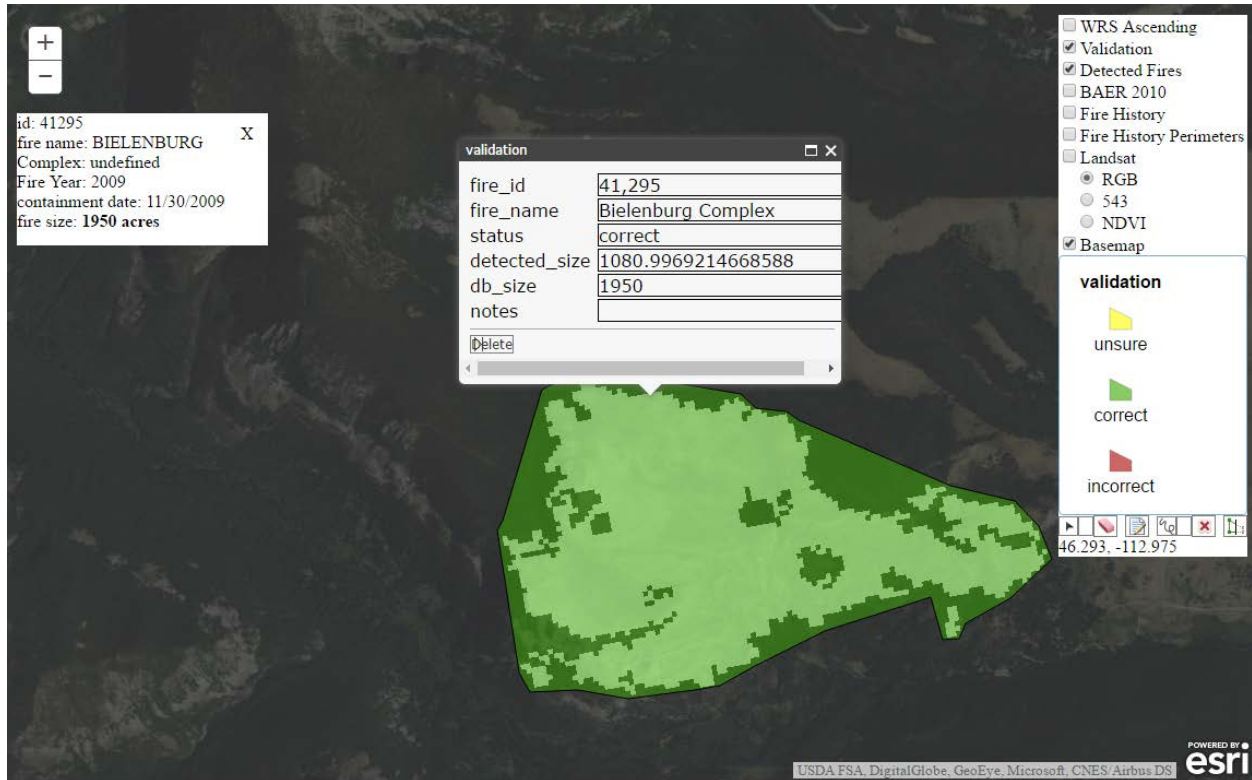 +
−
id: 41295
X
fire name: BIELENBURG
Complex: undefined
Fire Year: 2009
containment date: 11/30/2009
fire size: 1950 acres
validation
fire_id 41,295
fire_name Bielenburg Complex
status correct
detected_size 1080.9969214668588
db_size 1950
notes
Delete
WRS Ascending
Validation
Detected Fires
BAER 2010
Fire History
Fire History Perimeters
Landsat
RGB
543
NDVI
Basemap
validation
unsure
correct
incorrect
46.293, -112.975
USDA FSA, DigitalGlobe, GeoEye, Microsoft, CNES/Airbus DS
POWERED BY
esri